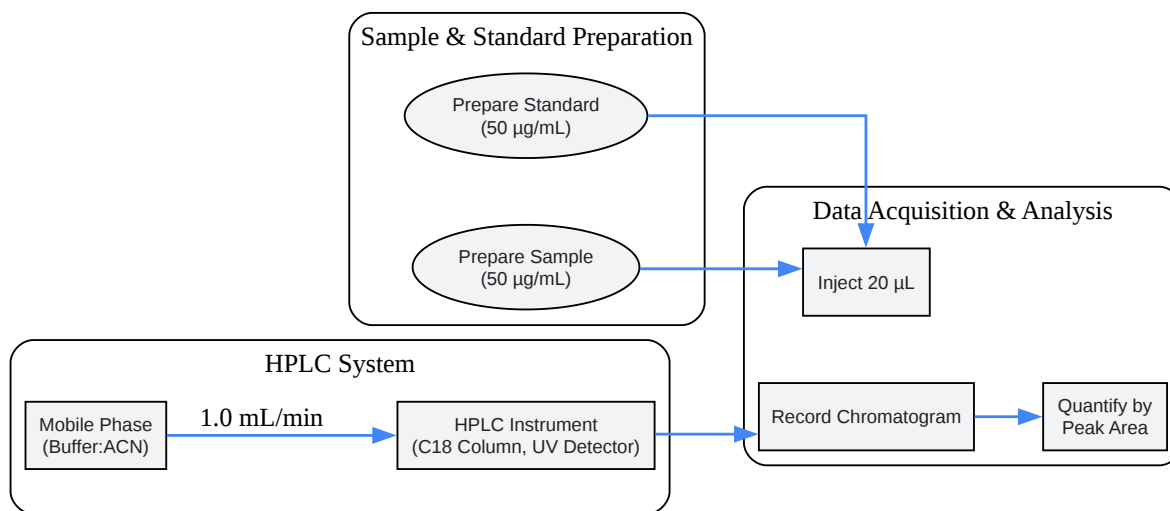 Sample & Standard Preparation
Prepare Standard
(50 µg/mL)
Prepare Sample
(50 µg/mL)
Data Acquisition & Analysis
Inject 20 µL
HPLC System
Mobile Phase
(Buffer:ACN)
1.0 mL/min
HPLC Instrument
(C18 Column, UV Detector)
Record Chromatogram
Quantify by
Peak Area